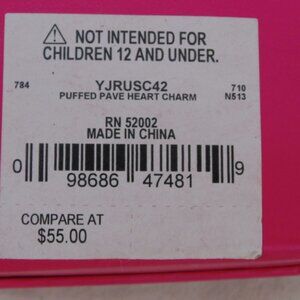 ⚠ NOT INTENDED FOR
CHILDREN 12 AND UNDER.
784 YJRUSC42 710
PUFFED PAVE HEART CHARM N513
RN 52002
MADE IN CHINA
0 98686 47481 9
COMPARE AT
$55.00